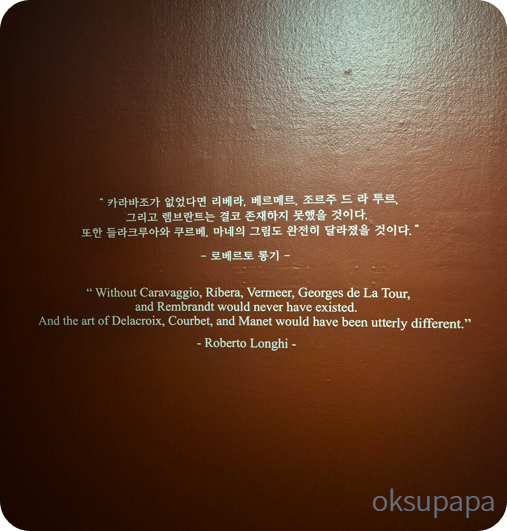 “ 카라바조가 없었다면 리베라, 베르메르, 조르주 드 라 투르,
그리고 렘브란트는 결코 존재하지 못했을 것이다.
또한 들라크루아와 쿠르베, 마네의 그림도 완전히 달라졌을 것이다. ”
- 로베르토 롱기 -
“ Without Caravaggio, Ribera, Vermeer, Georges de La Tour,
and Rembrandt would never have existed.
And the art of Delacroix, Courbet, and Manet would have been utterly different.”
- Roberto Longhi -
oksupapa